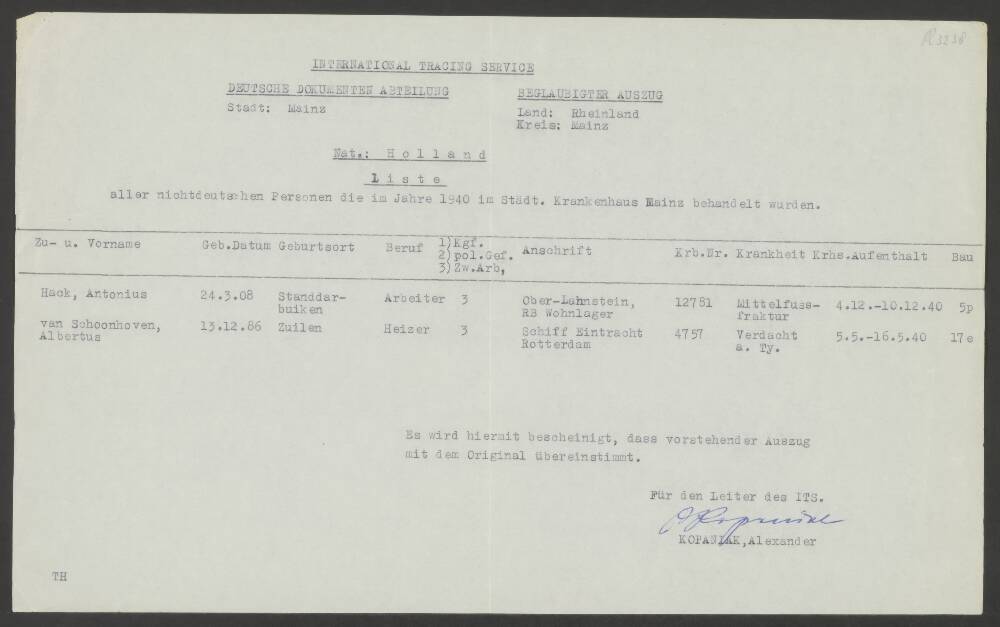 R3238
INTERNATIONAL TRACING SERVICE
DEUTSCHE DOKUMENTEN ABTEILUNG BEGLAUBIGTER AUSZUG
Stadt: Mainz Land: Rheinland
Kreis: Mainz
Nat.: H o l l a n d
l i s t e
aller nichtdeutschen Personen die im Jahre 1940 im Städt. Krankenhaus Mainz behandelt wurden.
Zu- u. Vorname Geb.Datum Geburtsort Beruf 1)Kgf. Anschrift Krb.Nr. Krankheit Krhs.Aufenthalt Bau
2)pol.Gef.
3)Zw.Arb,
Hack, Antonius 24.3.08 Standdar- Arbeiter 3 Ober-Lahnstein, 12781 Mittelfuss- 4.12.-10.12.40 5p
buiken RB Wohnlager fraktur
van Schoonhoven, 13.12.86 Zuilen Heizer 3 Schiff Eintracht 4757 Verdacht 5.5.-16.5.40 17e
Albertus Rotterdam a. Ty.
Es wird hiermit bescheinigt, dass vorstehender Auszug
mit dem Original übereinstimmt.
Für den Leiter des ITS.
KOPANIAK,Alexander
TH